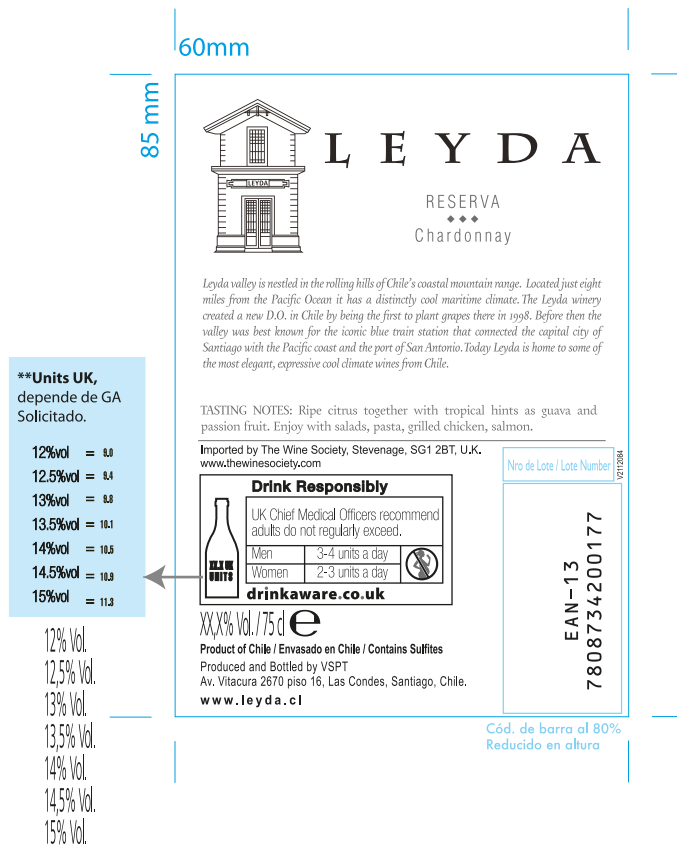 60mm
85 mm
LEYDA
LEYDA
RESERVA
Chardonnay
Leyda valley is nestled in the rolling hills of Chile's coastal mountain range. Located just eight
miles from the Pacific Ocean it has a distinctly cool maritime climate. The Leyda winery
created a new D.O. in Chile by being the first to plant grapes there in 1998. Before then the
valley was best known for the iconic blue train station that connected the capital city of
Santiago with the Pacific coast and the port of San Antonio. Today Leyda is home to some of
the most elegant, expressive cool climate wines from Chile.
TASTING NOTES: Ripe citrus together with tropical hints as guava and
passion fruit. Enjoy with salads, pasta, grilled chicken, salmon.
Imported by The Wine Society, Stevenage, SG1 2BT, U.K.
www.thewinesociety.com
Drink Responsibly
UK Chief Medical Officers recommend
adults do not regularly exceed.
Men 3-4 units a day
Women 2-3 units a day
XX.X UK
UNITS
drinkaware.co.uk
XX,X% Vol. / 75 cl e
Product of Chile / Envasado en Chile / Contains Sulfites
Produced and Bottled by VSPT
Av. Vitacura 2670 piso 16, Las Condes, Santiago, Chile.
www.leyda.cl
Nro de Lote / Lote Number
V2112084
EAN-13
7808734200177
Cód. de barra al 80%
Reducido en altura
**Units UK,
depende de GA
Solicitado.
12%vol = 9.0
12.5%vol = 9.4
13%vol = 9.8
13.5%vol = 10.1
14%vol = 10.5
14.5%vol = 10.9
15%vol = 11.3
12% Vol.
12,5% Vol.
13% Vol.
13,5% Vol.
14% Vol.
14,5% Vol.
15% Vol.